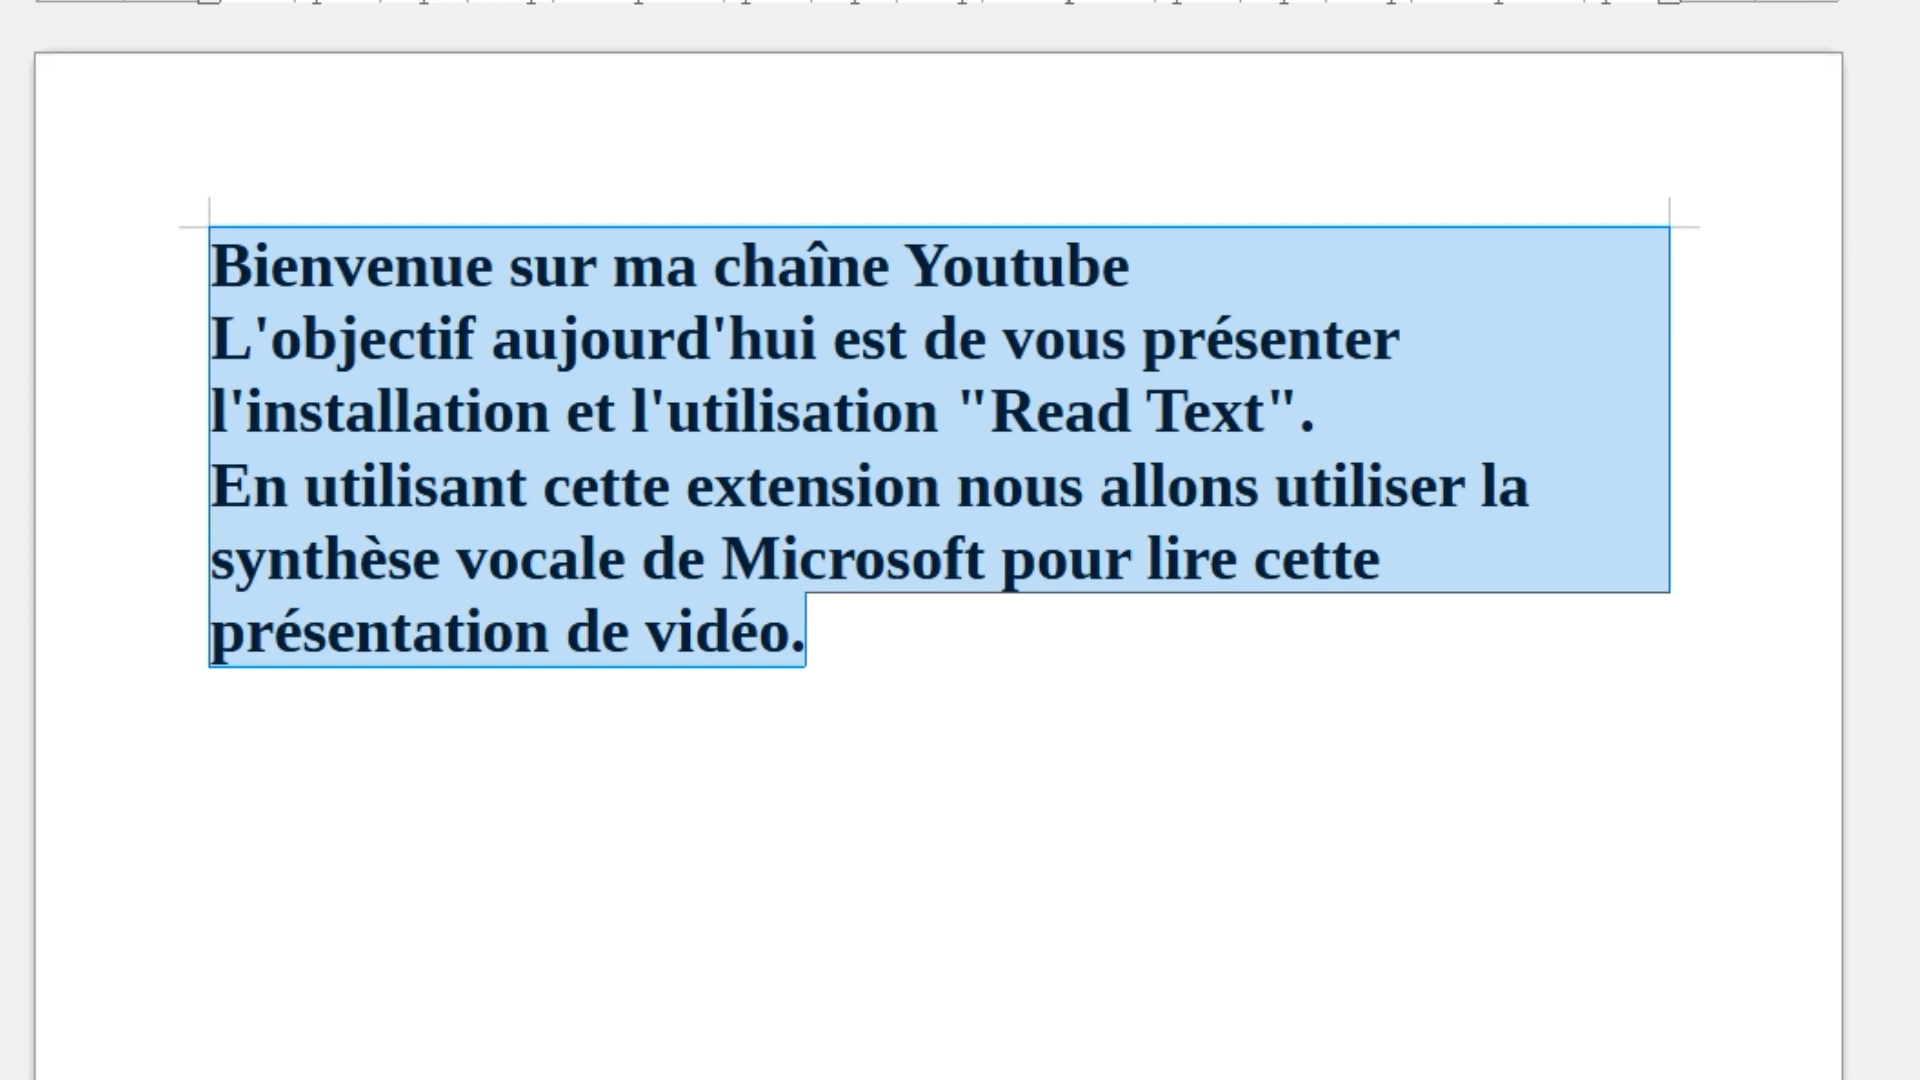 Bienvenue sur ma chaîne Youtube
L'objectif aujourd'hui est de vous présenter
l'installation et l'utilisation "Read Text".
En utilisant cette extension nous allons utiliser la
synthèse vocale de Microsoft pour lire cette
présentation de vidéo.